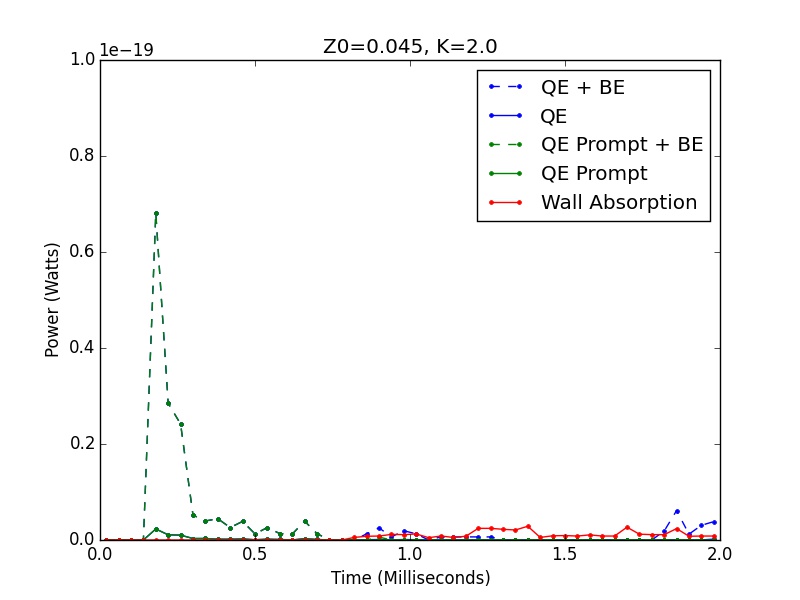 Z0=0.045, K=2.0
1e−19
1.0
0.8
0.6
0.4
0.2
0.0
Power (Watts)
QE + BE
QE
QE Prompt + BE
QE Prompt
Wall Absorption
0.0 0.5 1.0 1.5 2.0
Time (Milliseconds)